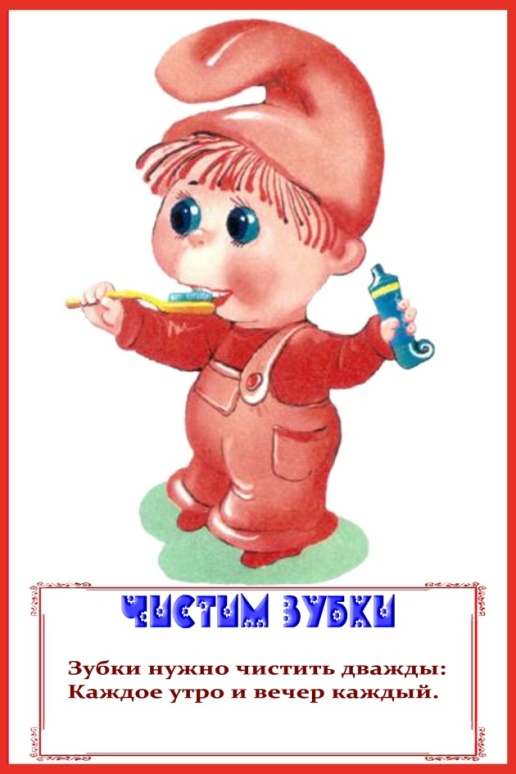 ЧИСТИМ ЗУБКИ
Зубки нужно чистить дважды:
Каждое утро и вечер каждый.